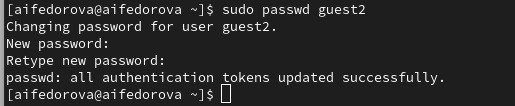 [aifedorova@aifedorova ~]$ sudo passwd guest2
Changing password for user guest2.
New password:
Retype new password:
passwd: all authentication tokens updated successfully.
[aifedorova@aifedorova ~]$